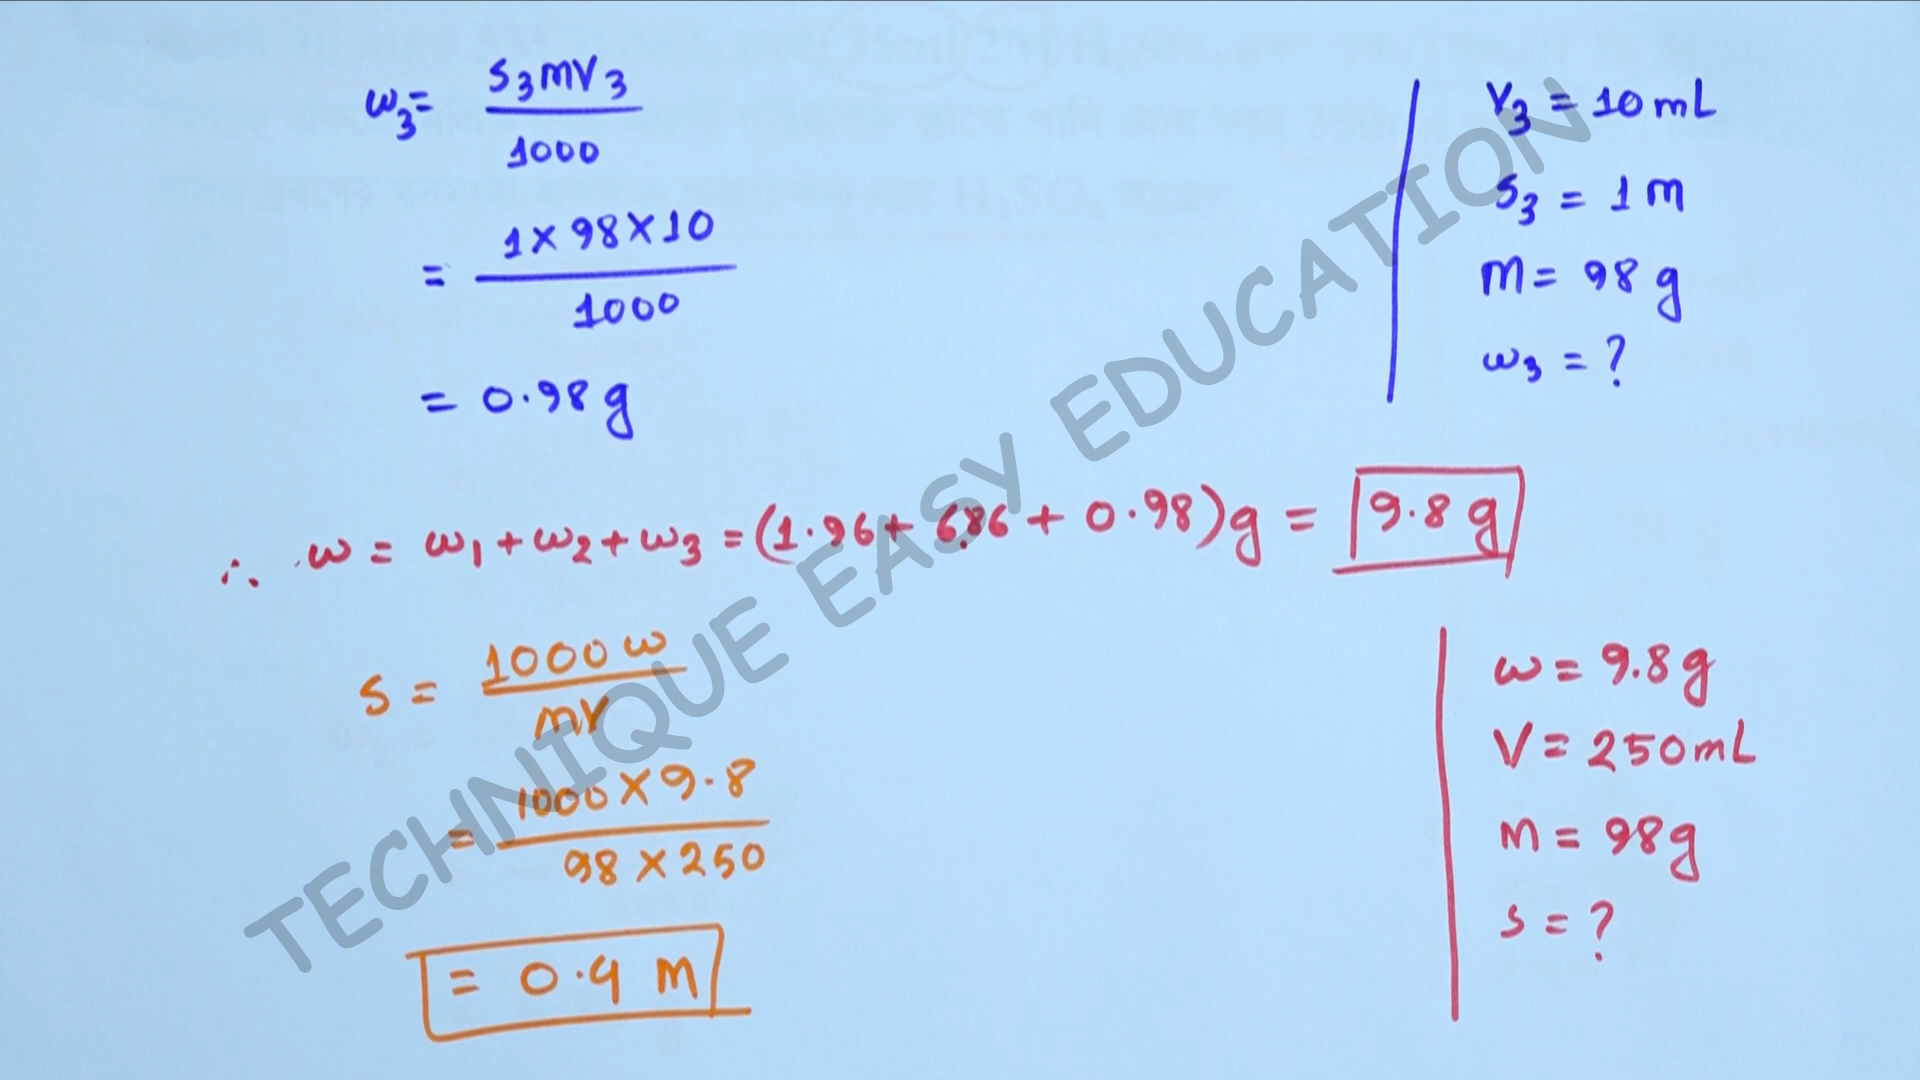 w₃ = S₃MV₃ / 1000
= 1 × 98 × 10 / 1000
= 0.98 g
V₃ = 10 mL
S₃ = 1 M
M = 98 g
w₃ = ?
∴ w = w₁ + w₂ + w₃ = (1.96 + 6.86 + 0.98) g = 9.8 g
S = 1000 w / MV
= 1000 × 9.8 / 98 × 250
= 0.4 M
w = 9.8 g
V = 250 mL
M = 98 g
S = ?
TECHNIQUE EASY EDUCATION